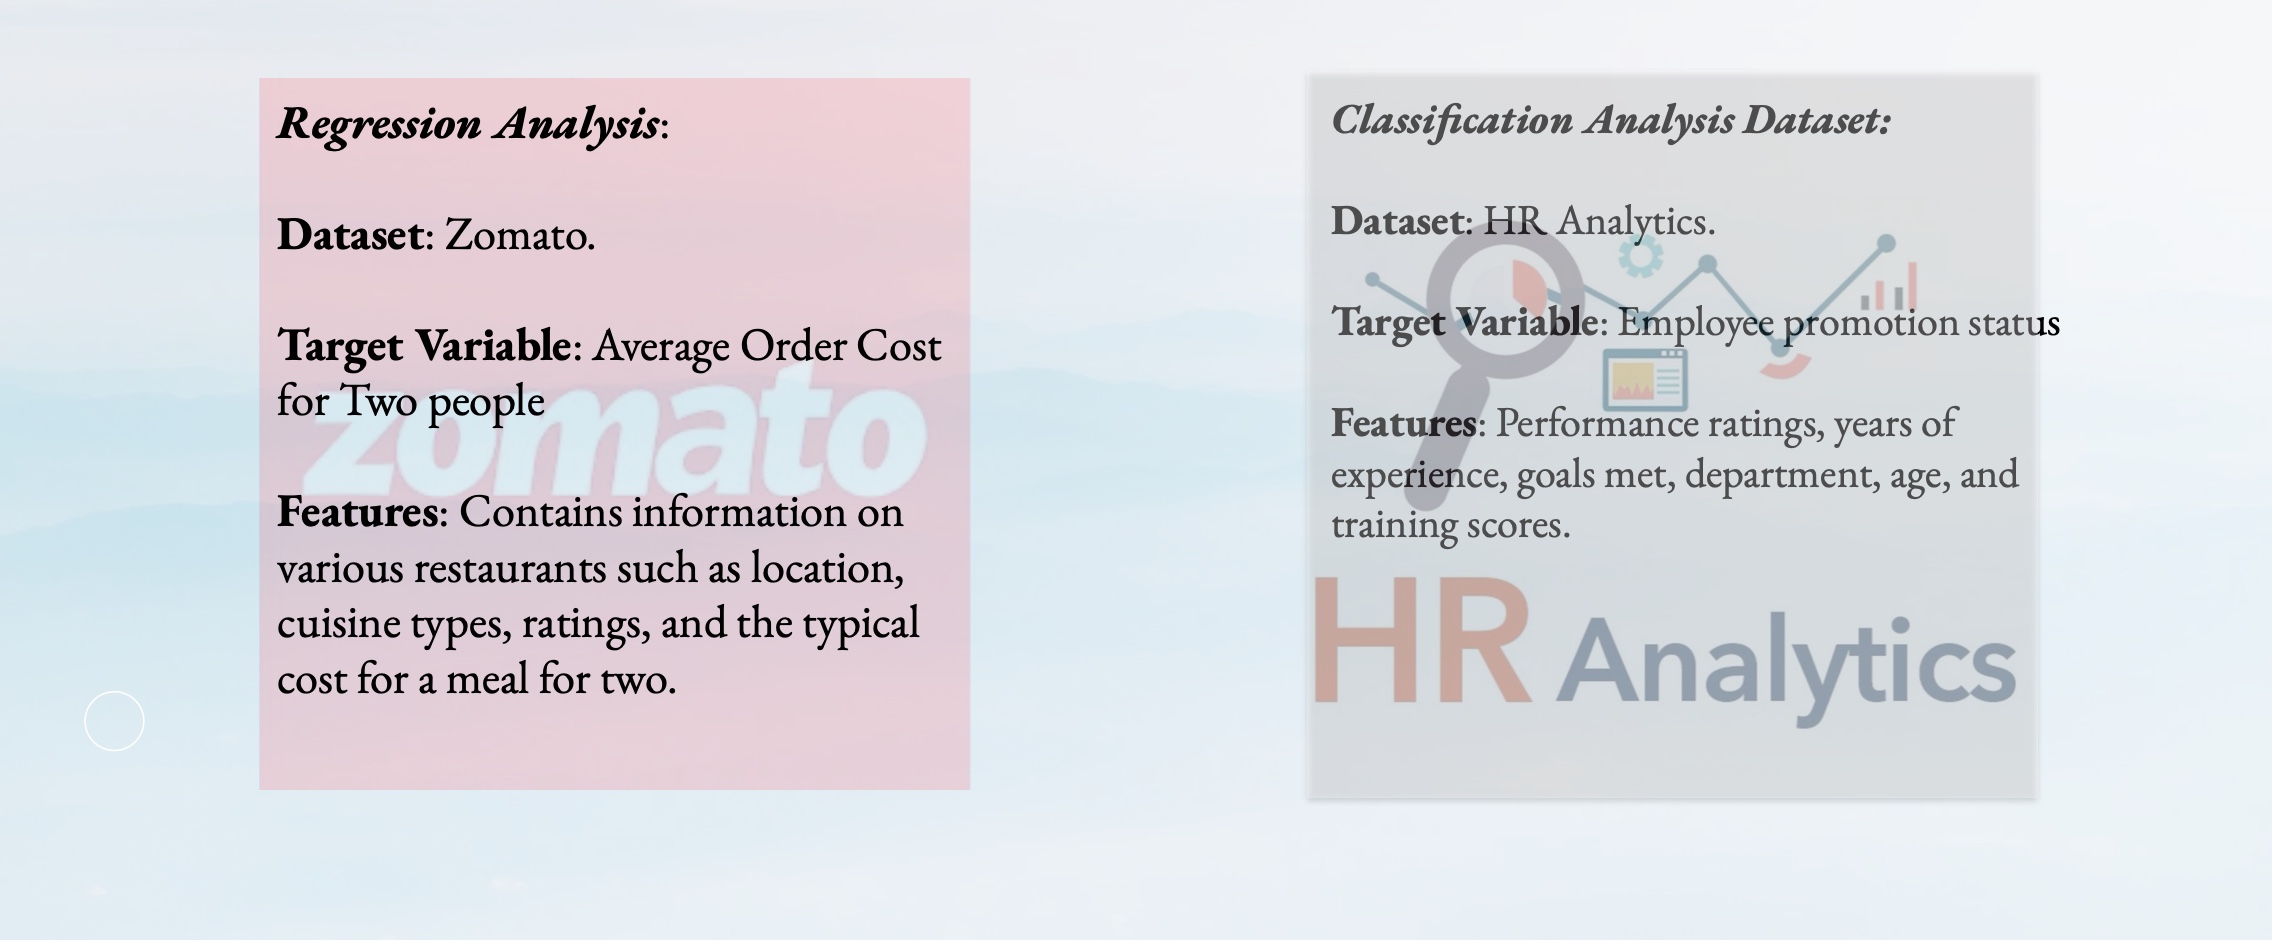 Regression Analysis:
Dataset: Zomato.
Target Variable: Average Order Cost
for Two people
zomato
Features: Contains information on
various restaurants such as location,
cuisine types, ratings, and the typical
cost for a meal for two.
Classification Analysis Dataset:
Dataset: HR Analytics.
Target Variable: Employee promotion status
Features: Performance ratings, years of
experience, goals met, department, age, and
training scores.
HR Analytics